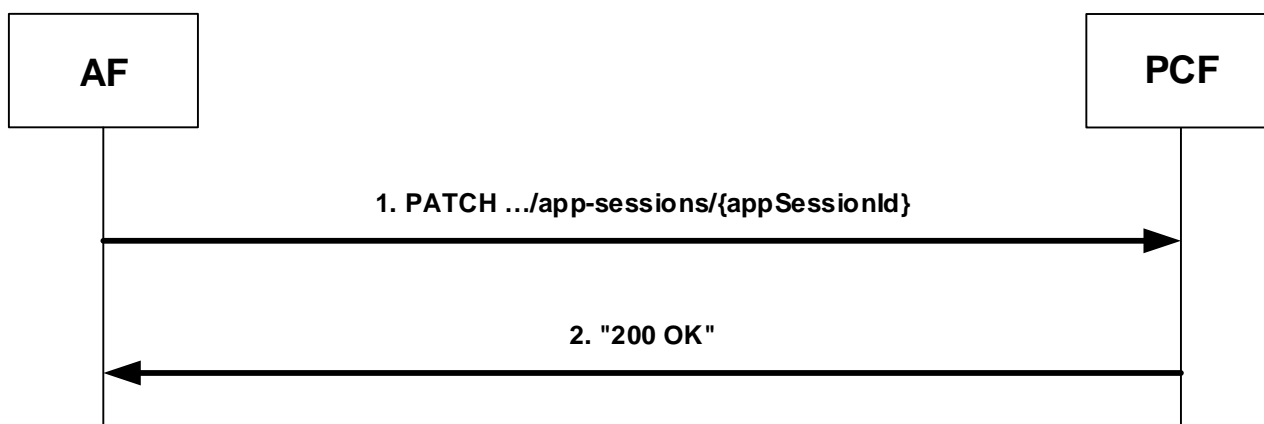 AF
PCF
1. PATCH …/app-sessions/{appSessionId}
2. "200 OK"